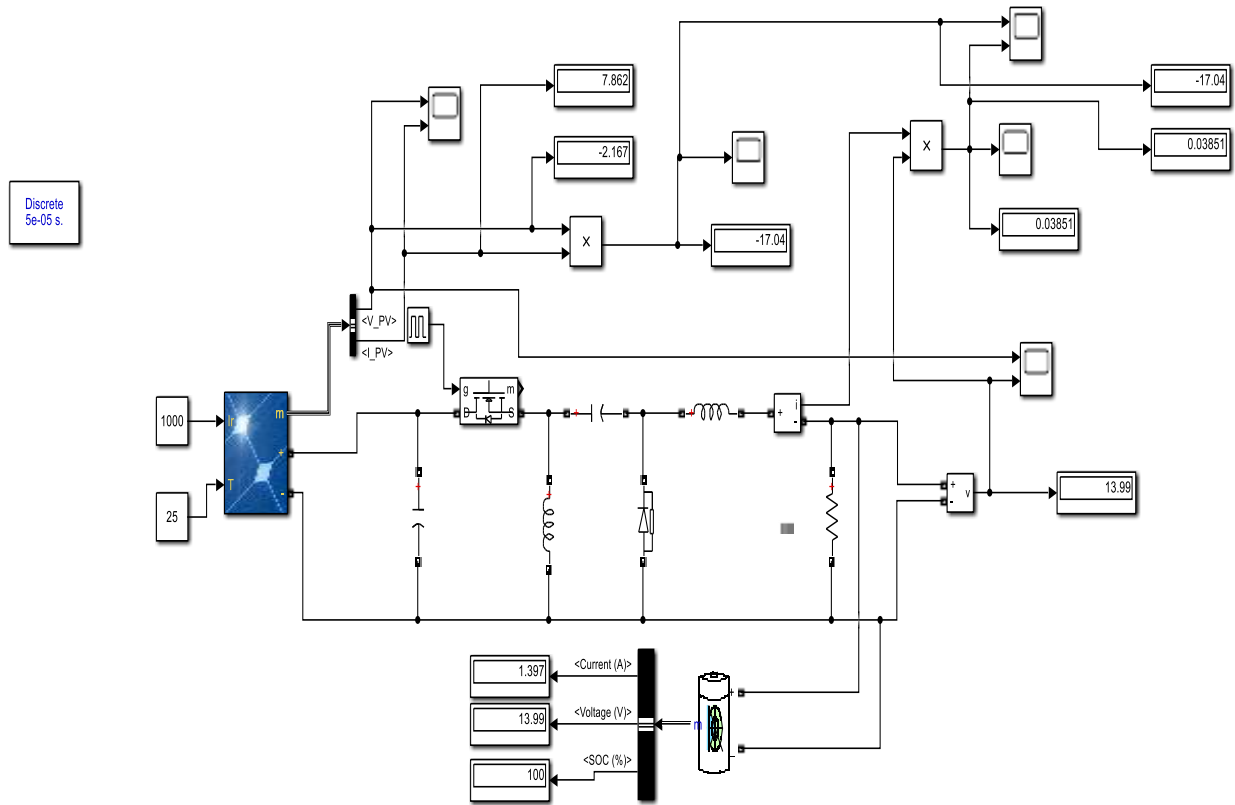 7.862
-17.04
-2.167
X
0.03851
Discrete
5e-05 s.
X
-17.04
0.03851
<V_PV>
<I_PV>
g
m
D
S
1000
Ir
m
+
i
+
-
+
T
-
25
+
-
v
13.99
+
+
+
+
<Current (A)>
1.397
<Voltage (V)>
13.99
m
+
-
<SOC (%)>
100